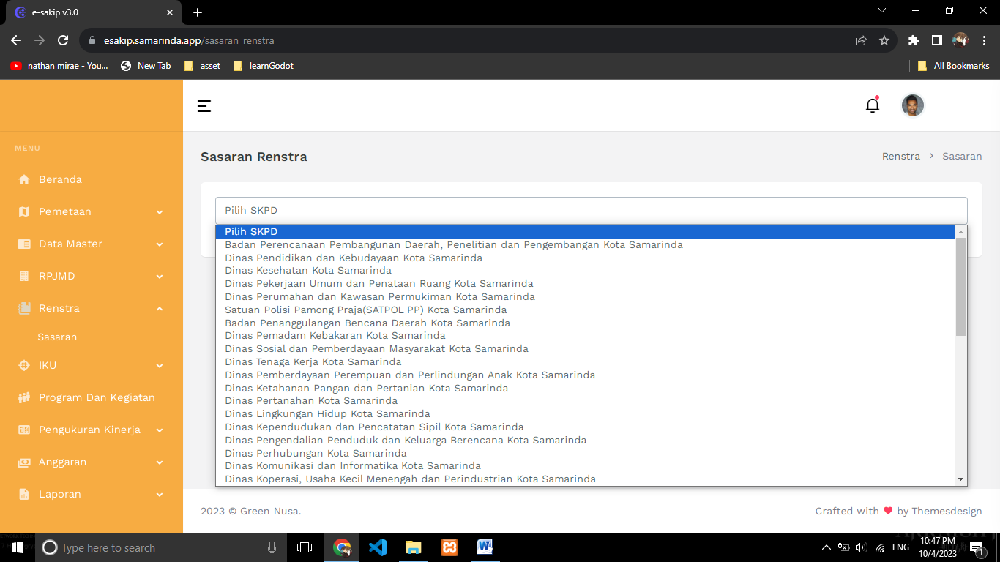 e-sakip v3.0
esakip.samarinda.app/sasaran_renstra
nathan mirae - You...
New Tab
asset
learnGodot
All Bookmarks
MENU
Beranda
Pemetaan
Data Master
RPJMD
Renstra
Sasaran
IKU
Program Dan Kegiatan
Pengukuran Kinerja
Anggaran
Laporan
Sasaran Renstra
Renstra > Sasaran
Pilih SKPD
Pilih SKPD
Badan Perencanaan Pembangunan Daerah, Penelitian dan Pengembangan Kota Samarinda
Dinas Pendidikan dan Kebudayaan Kota Samarinda
Dinas Kesehatan Kota Samarinda
Dinas Pekerjaan Umum dan Penataan Ruang Kota Samarinda
Dinas Perumahan dan Kawasan Permukiman Kota Samarinda
Satuan Polisi Pamong Praja(SATPOL PP) Kota Samarinda
Badan Penanggulangan Bencana Daerah Kota Samarinda
Dinas Pemadam Kebakaran Kota Samarinda
Dinas Sosial dan Pemberdayaan Masyarakat Kota Samarinda
Dinas Tenaga Kerja Kota Samarinda
Dinas Pemberdayaan Perempuan dan Perlindungan Anak Kota Samarinda
Dinas Ketahanan Pangan dan Pertanian Kota Samarinda
Dinas Pertanahan Kota Samarinda
Dinas Lingkungan Hidup Kota Samarinda
Dinas Kependudukan dan Pencatatan Sipil Kota Samarinda
Dinas Pengendalian Penduduk dan Keluarga Berencana Kota Samarinda
Dinas Perhubungan Kota Samarinda
Dinas Komunikasi dan Informatika Kota Samarinda
Dinas Koperasi, Usaha Kecil Menengah dan Perindustrian Kota Samarinda
2023 © Green Nusa.
Crafted with ❤ by Themesdesign
Type here to search
ENG
10:47 PM
10/4/2023
1